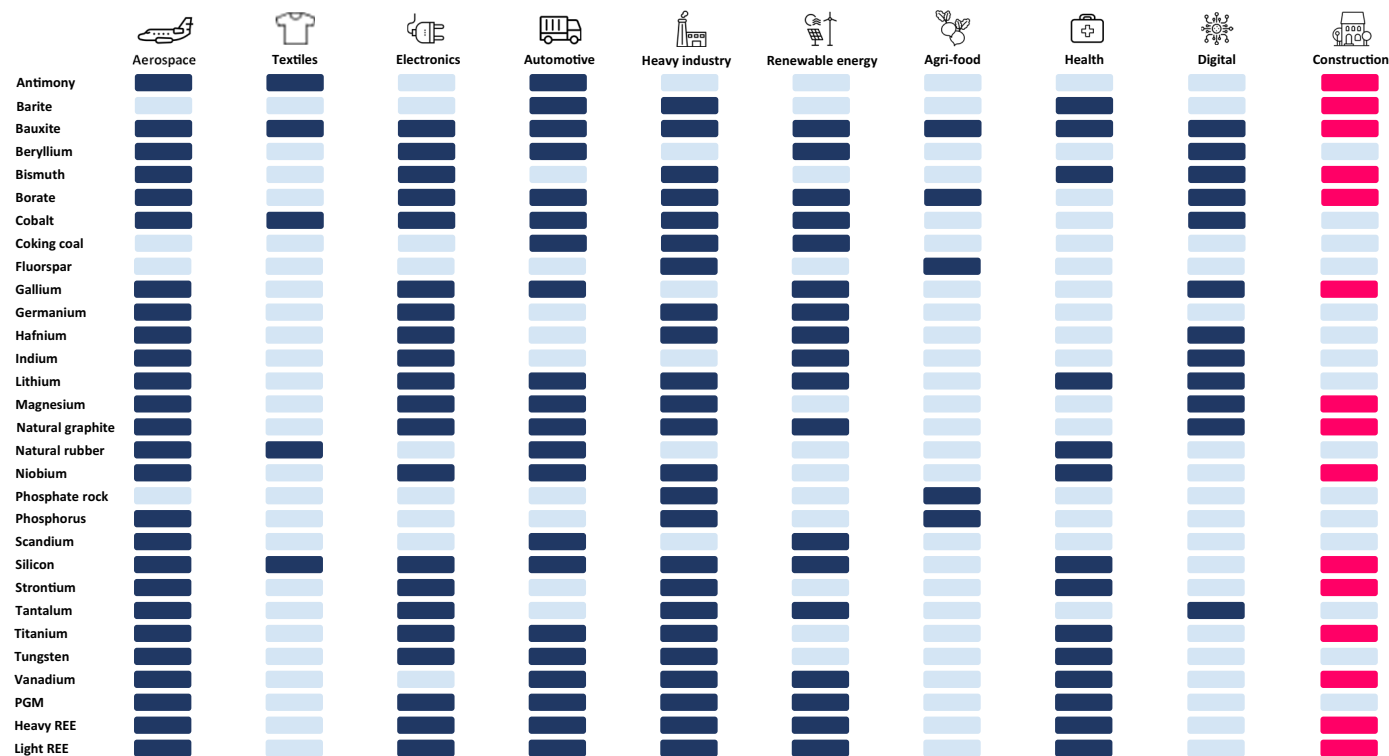 Aerospace Textiles Electronics Automotive Heavy industry Renewable energy Agri-food Health Digital Construction
Antimony
Barite
Bauxite
Beryllium
Bismuth
Borate
Cobalt
Coking coal
Fluorspar
Gallium
Germanium
Hafnium
Indium
Lithium
Magnesium
Natural graphite
Natural rubber
Niobium
Phosphate rock
Phosphorus
Scandium
Silicon
Strontium
Tantalum
Titanium
Tungsten
Vanadium
PGM
Heavy REE
Light REE